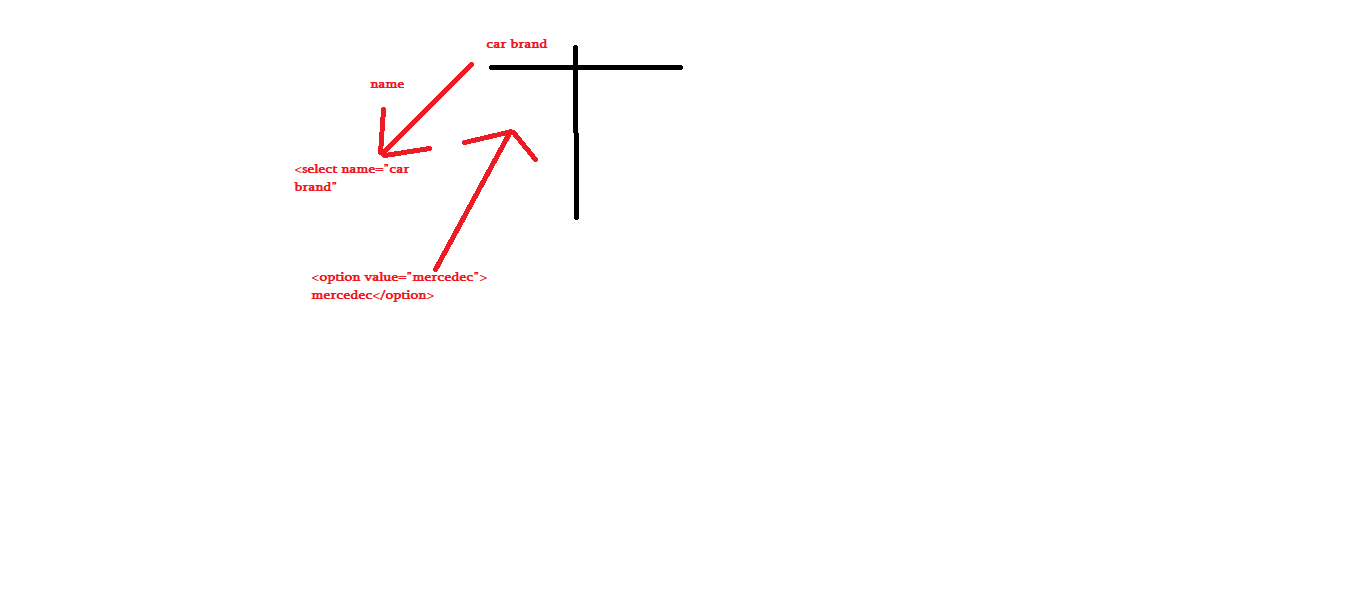 car brand
name
<select name="car
brand"
<option value="mercedec">
mercedec</option>